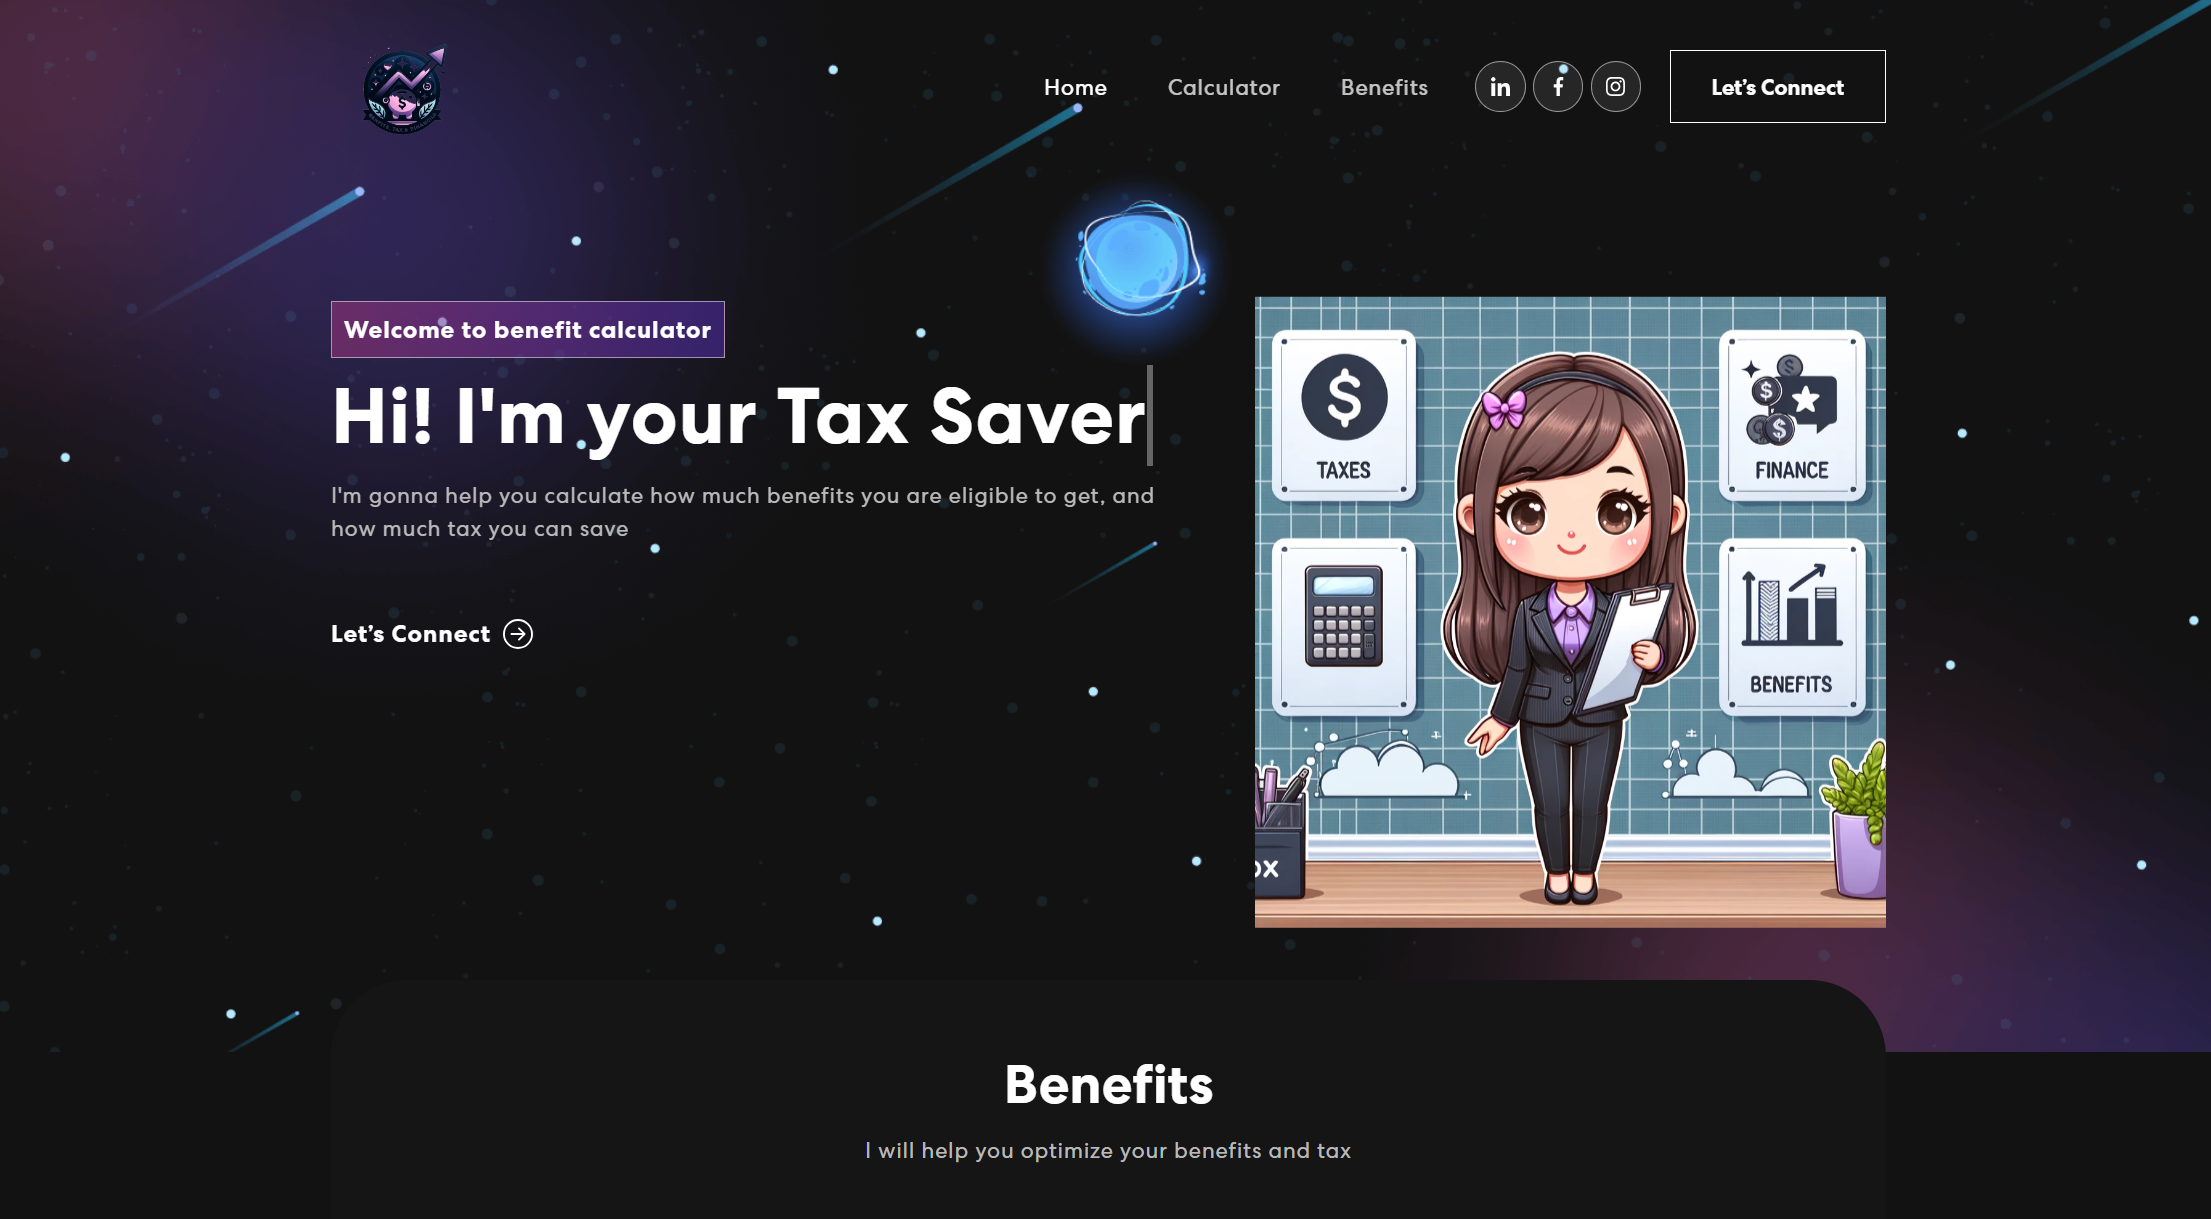 Home
Calculator
Benefits
in
f
Let’s Connect
Welcome to benefit calculator
Hi! I'm your Tax Saver
I'm gonna help you calculate how much benefits you are eligible to get, and
how much tax you can save
Let’s Connect
TAXES
FINANCE
BENEFITS
OX
Benefits
I will help you optimize your benefits and tax